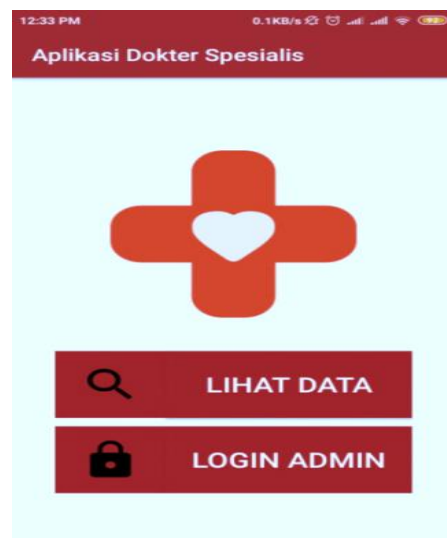 12:33 PM 0.1KB/s
Aplikasi Dokter Spesialis
LIHAT DATA
LOGIN ADMIN